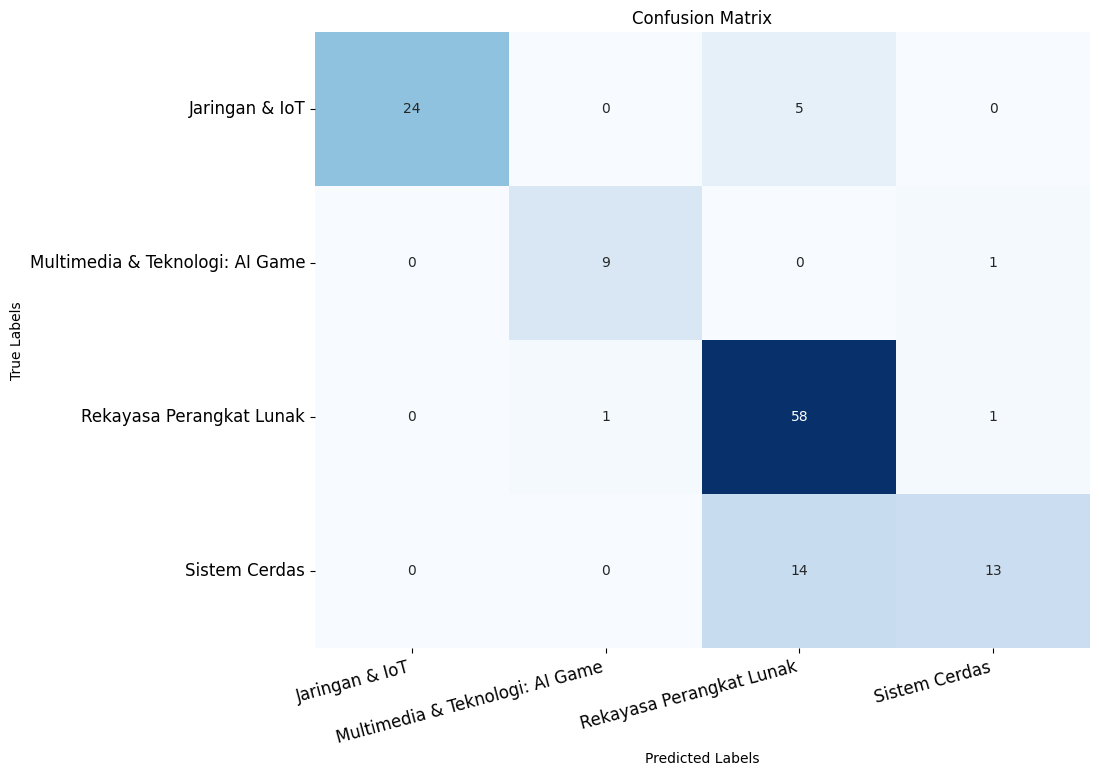 Confusion Matrix
True Labels
Jaringan & IoT
24 0 5 0
Multimedia & Teknologi: AI Game
0 9 0 1
Rekayasa Perangkat Lunak
0 1 58 1
Sistem Cerdas
0 0 14 13
Jaringan & IoT
Multimedia & Teknologi: AI Game
Rekayasa Perangkat Lunak
Sistem Cerdas
Predicted Labels